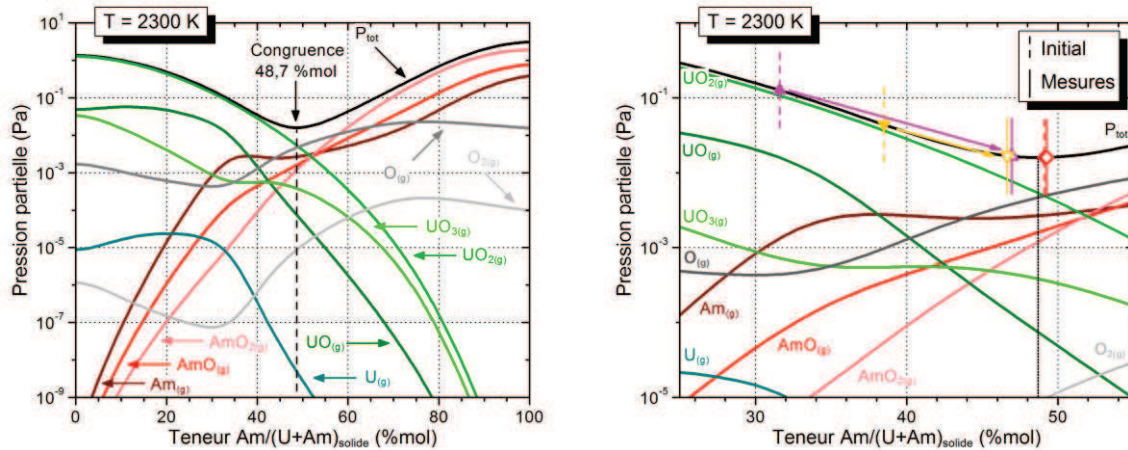 T = 2300 K
Congruence
48,7 %mol
P_tot
O_2(g)
O_(g)
UO_3(g)
UO_2(g)
AmO_2(g)
AmO_(g)
Am_(g)
UO_(g)
U_(g)
10^1
10^-1
10^-3
10^-5
10^-7
10^-9
0 20 40 60 80 100
Pression partielle (Pa)
Teneur Am/(U+Am)_solide (%mol)
T = 2300 K
Initial
Mesures
UO_2(g)
P_tot
UO_(g)
UO_3(g)
O_(g)
Am_(g)
AmO_(g)
U_(g)
AmO_2(g)
O_2(g)
10^-1
10^-3
10^-5
30 40 50
Pression partielle (Pa)
Teneur Am/(U+Am)_solide (%mol)